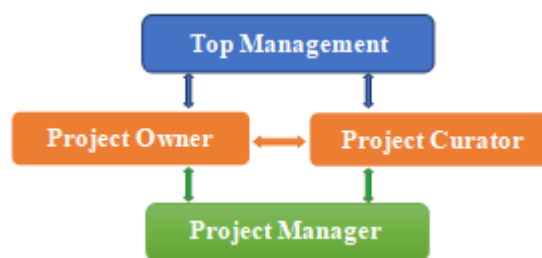 Top Management
Project Owner
Project Curator
Project Manager